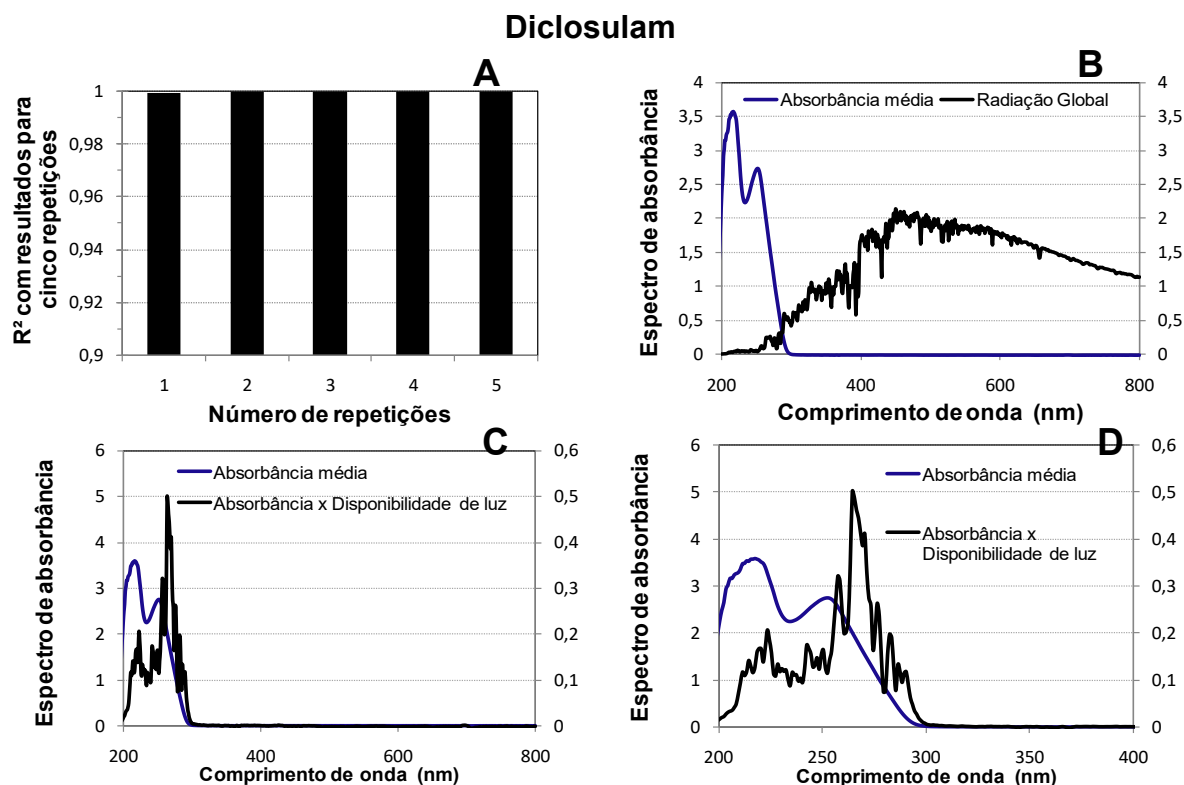 Diclosulam
A
R² com resultados para
cinco repetições
1
0,98
0,96
0,94
0,92
0,9
1 2 3 4 5
Número de repetições
B
Espectro de absorbância
Absorbância média
Radiação Global
4
3,5
3
2,5
2
1,5
1
0,5
0
4
3,5
3
2,5
2
1,5
1
0,5
0
200 400 600 800
Comprimento de onda (nm)
C
Espectro de absorbância
Absorbância média
Absorbância x Disponibilidade de luz
6
5
4
3
2
1
0
0,6
0,5
0,4
0,3
0,2
0,1
0
200 400 600 800
Comprimento de onda (nm)
D
Espectro de absorbância
Absorbância média
Absorbância x
Disponibilidade de luz
6
5
4
3
2
1
0
0,6
0,5
0,4
0,3
0,2
0,1
0
200 250 300 350 400
Comprimento de onda (nm)